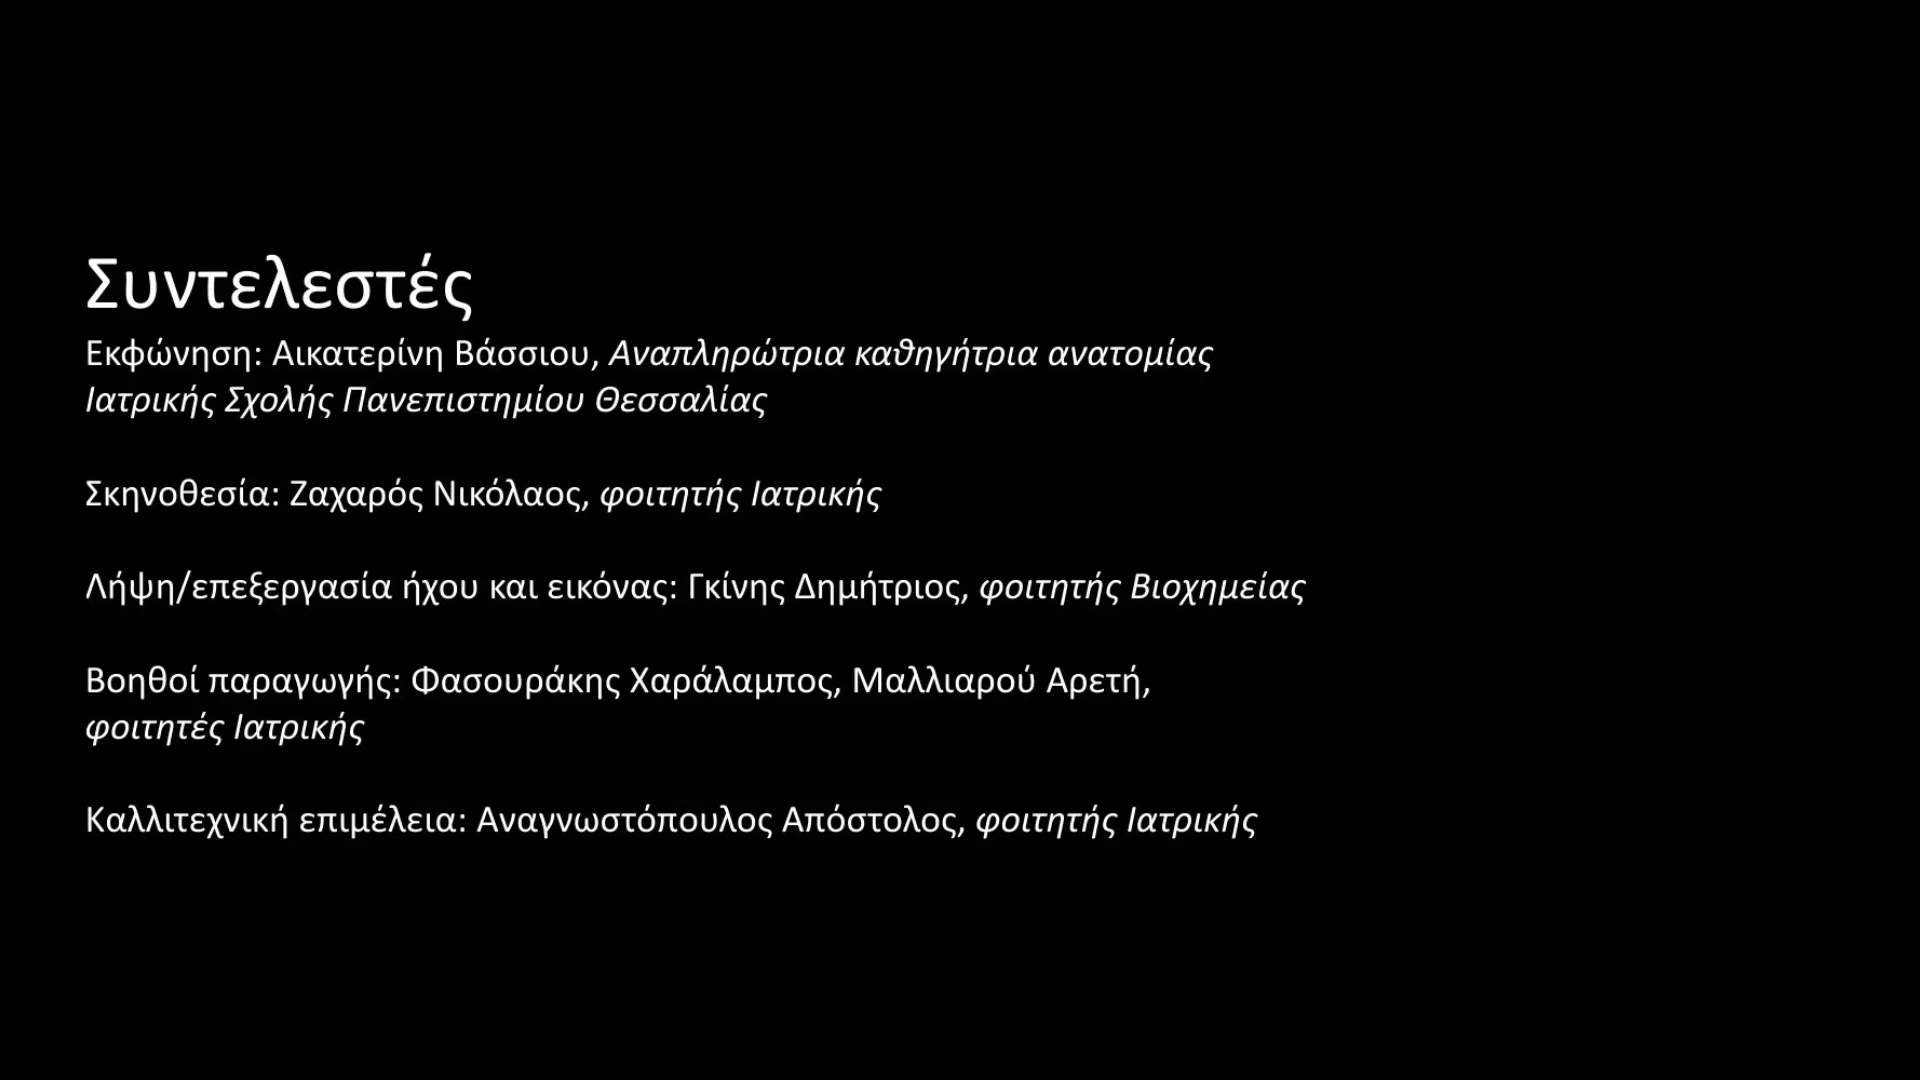 Συντελεστές
Εκφώνηση: Αικατερίνη Βάσσιου, Αναπληρώτρια καθηγήτρια ανατομίας
Ιατρικής Σχολής Πανεπιστημίου Θεσσαλίας
Σκηνοθεσία: Ζαχαρός Νικόλαος, φοιτητής Ιατρικής
Λήψη/επεξεργασία ήχου και εικόνας: Γκίνης Δημήτριος, φοιτητής Βιοχημείας
Βοηθοί παραγωγής: Φασουράκης Χαράλαμπος, Μαλλιαρού Αρετή,
φοιτητές Ιατρικής
Καλλιτεχνική επιμέλεια: Αναγνωστόπουλος Απόστολος, φοιτητής Ιατρικής